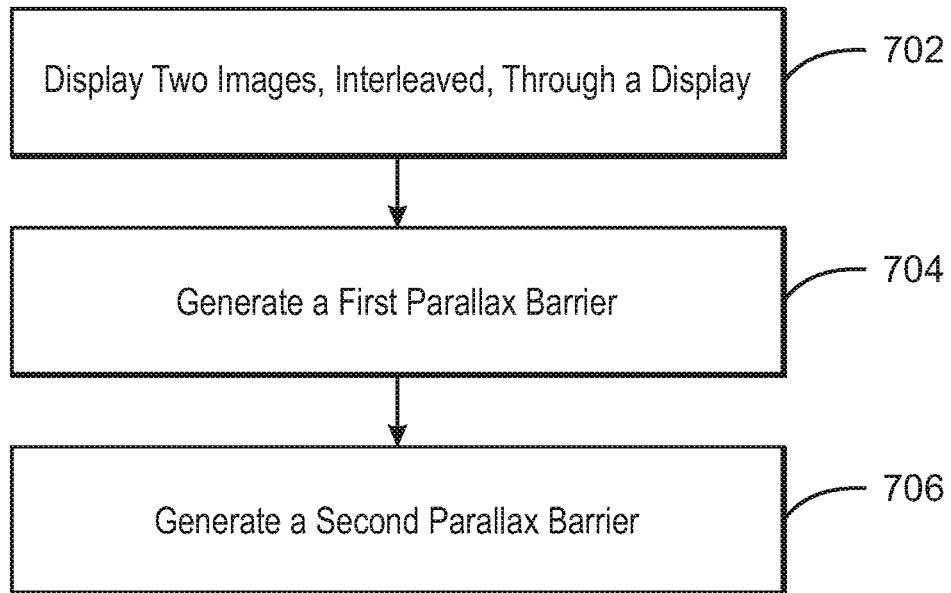 Display Two Images, Interleaved, Through a Display
702
Generate a First Parallax Barrier
704
Generate a Second Parallax Barrier
706